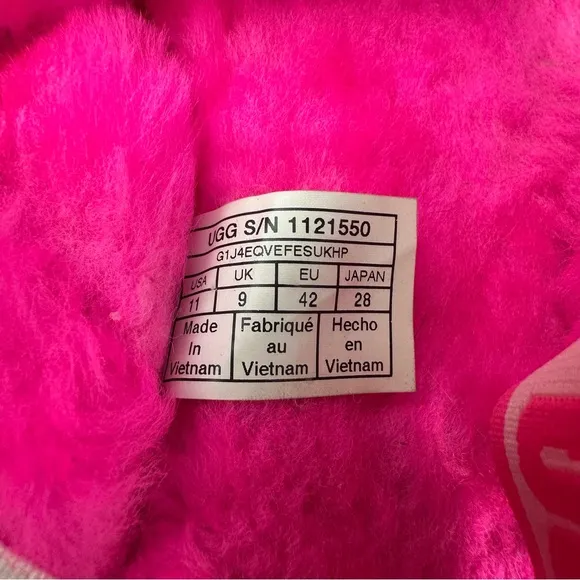 UGG S/N 1121550
G1J4EQVEFESUKHP
USA UK EU JAPAN
11 9 42 28
Made Fabriqué Hecho
In au en
Vietnam Vietnam Vietnam